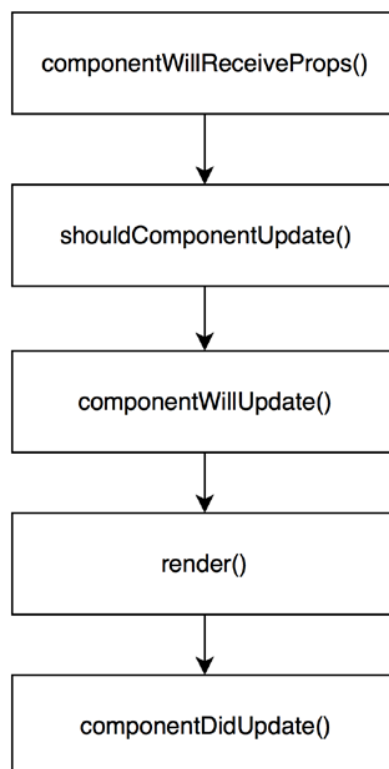 componentWillReceiveProps()
shouldComponentUpdate()
componentWillUpdate()
render()
componentDidUpdate()